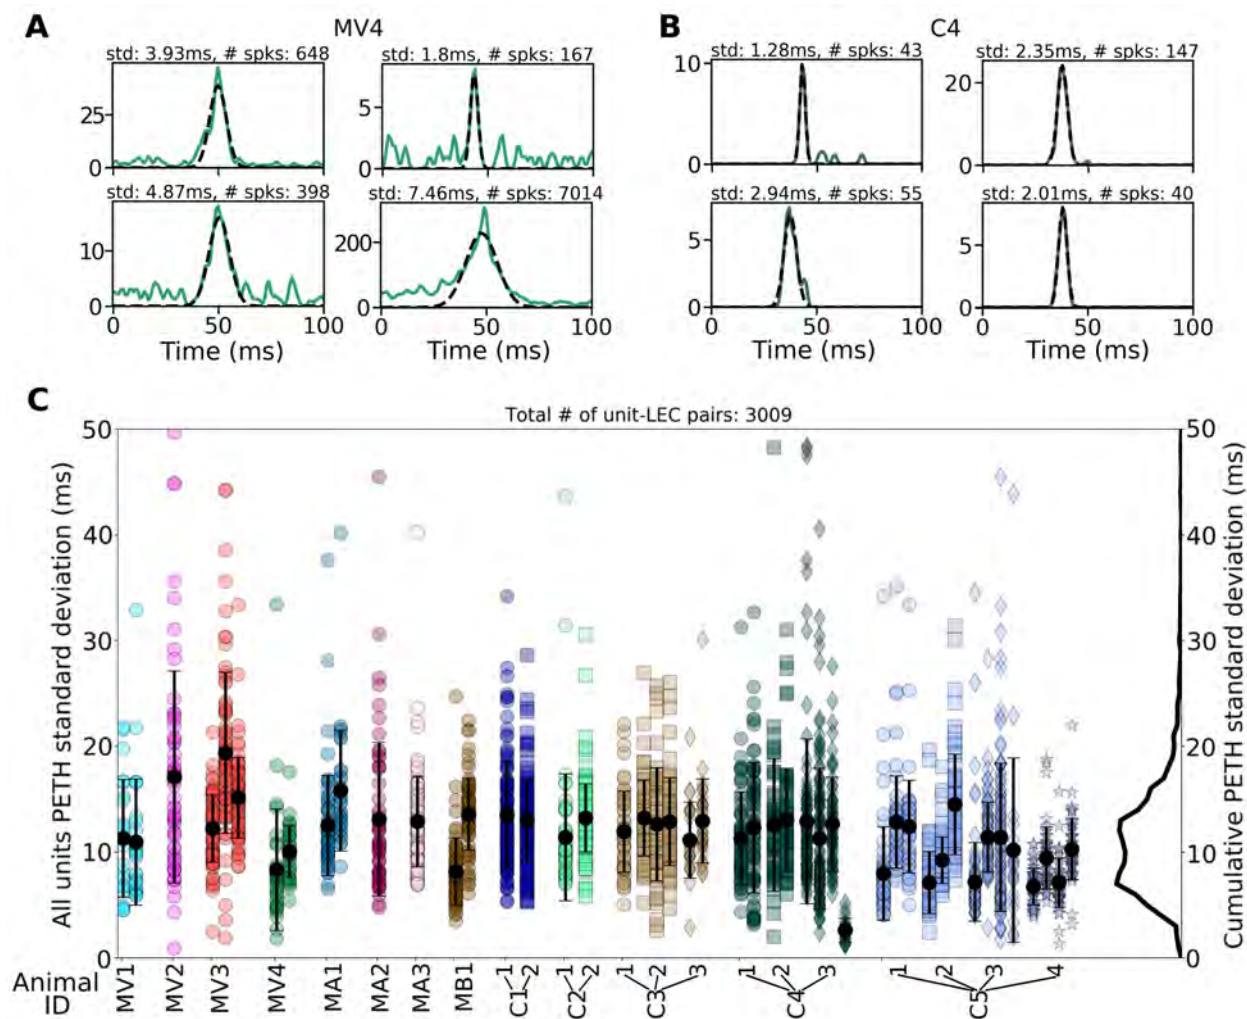 A
MV4
std: 3.93ms, # spks: 648
std: 1.8ms, # spks: 167
25
0
5
0
std: 4.87ms, # spks: 398
std: 7.46ms, # spks: 7014
10
0
200
0
0 50 100
0 50 100
Time (ms)
Time (ms)
B
C4
std: 1.28ms, # spks: 43
std: 2.35ms, # spks: 147
10
0
20
0
std: 2.94ms, # spks: 55
std: 2.01ms, # spks: 40
5
0
5
0
0 50 100
0 50 100
Time (ms)
Time (ms)
C
Total # of unit-LEC pairs: 3009
All units PETH standard deviation (ms)
50
40
30
20
10
0
50
40
30
20
10
0
Cumulative PETH standard deviation (ms)
Animal
ID
MV1
MV2
MV3
MV4
MA1
MA2
MA3
MB1
1
2
C1
1
2
C2
1
2
3
C3
1
2
3
C4
1
2
3
4
C5